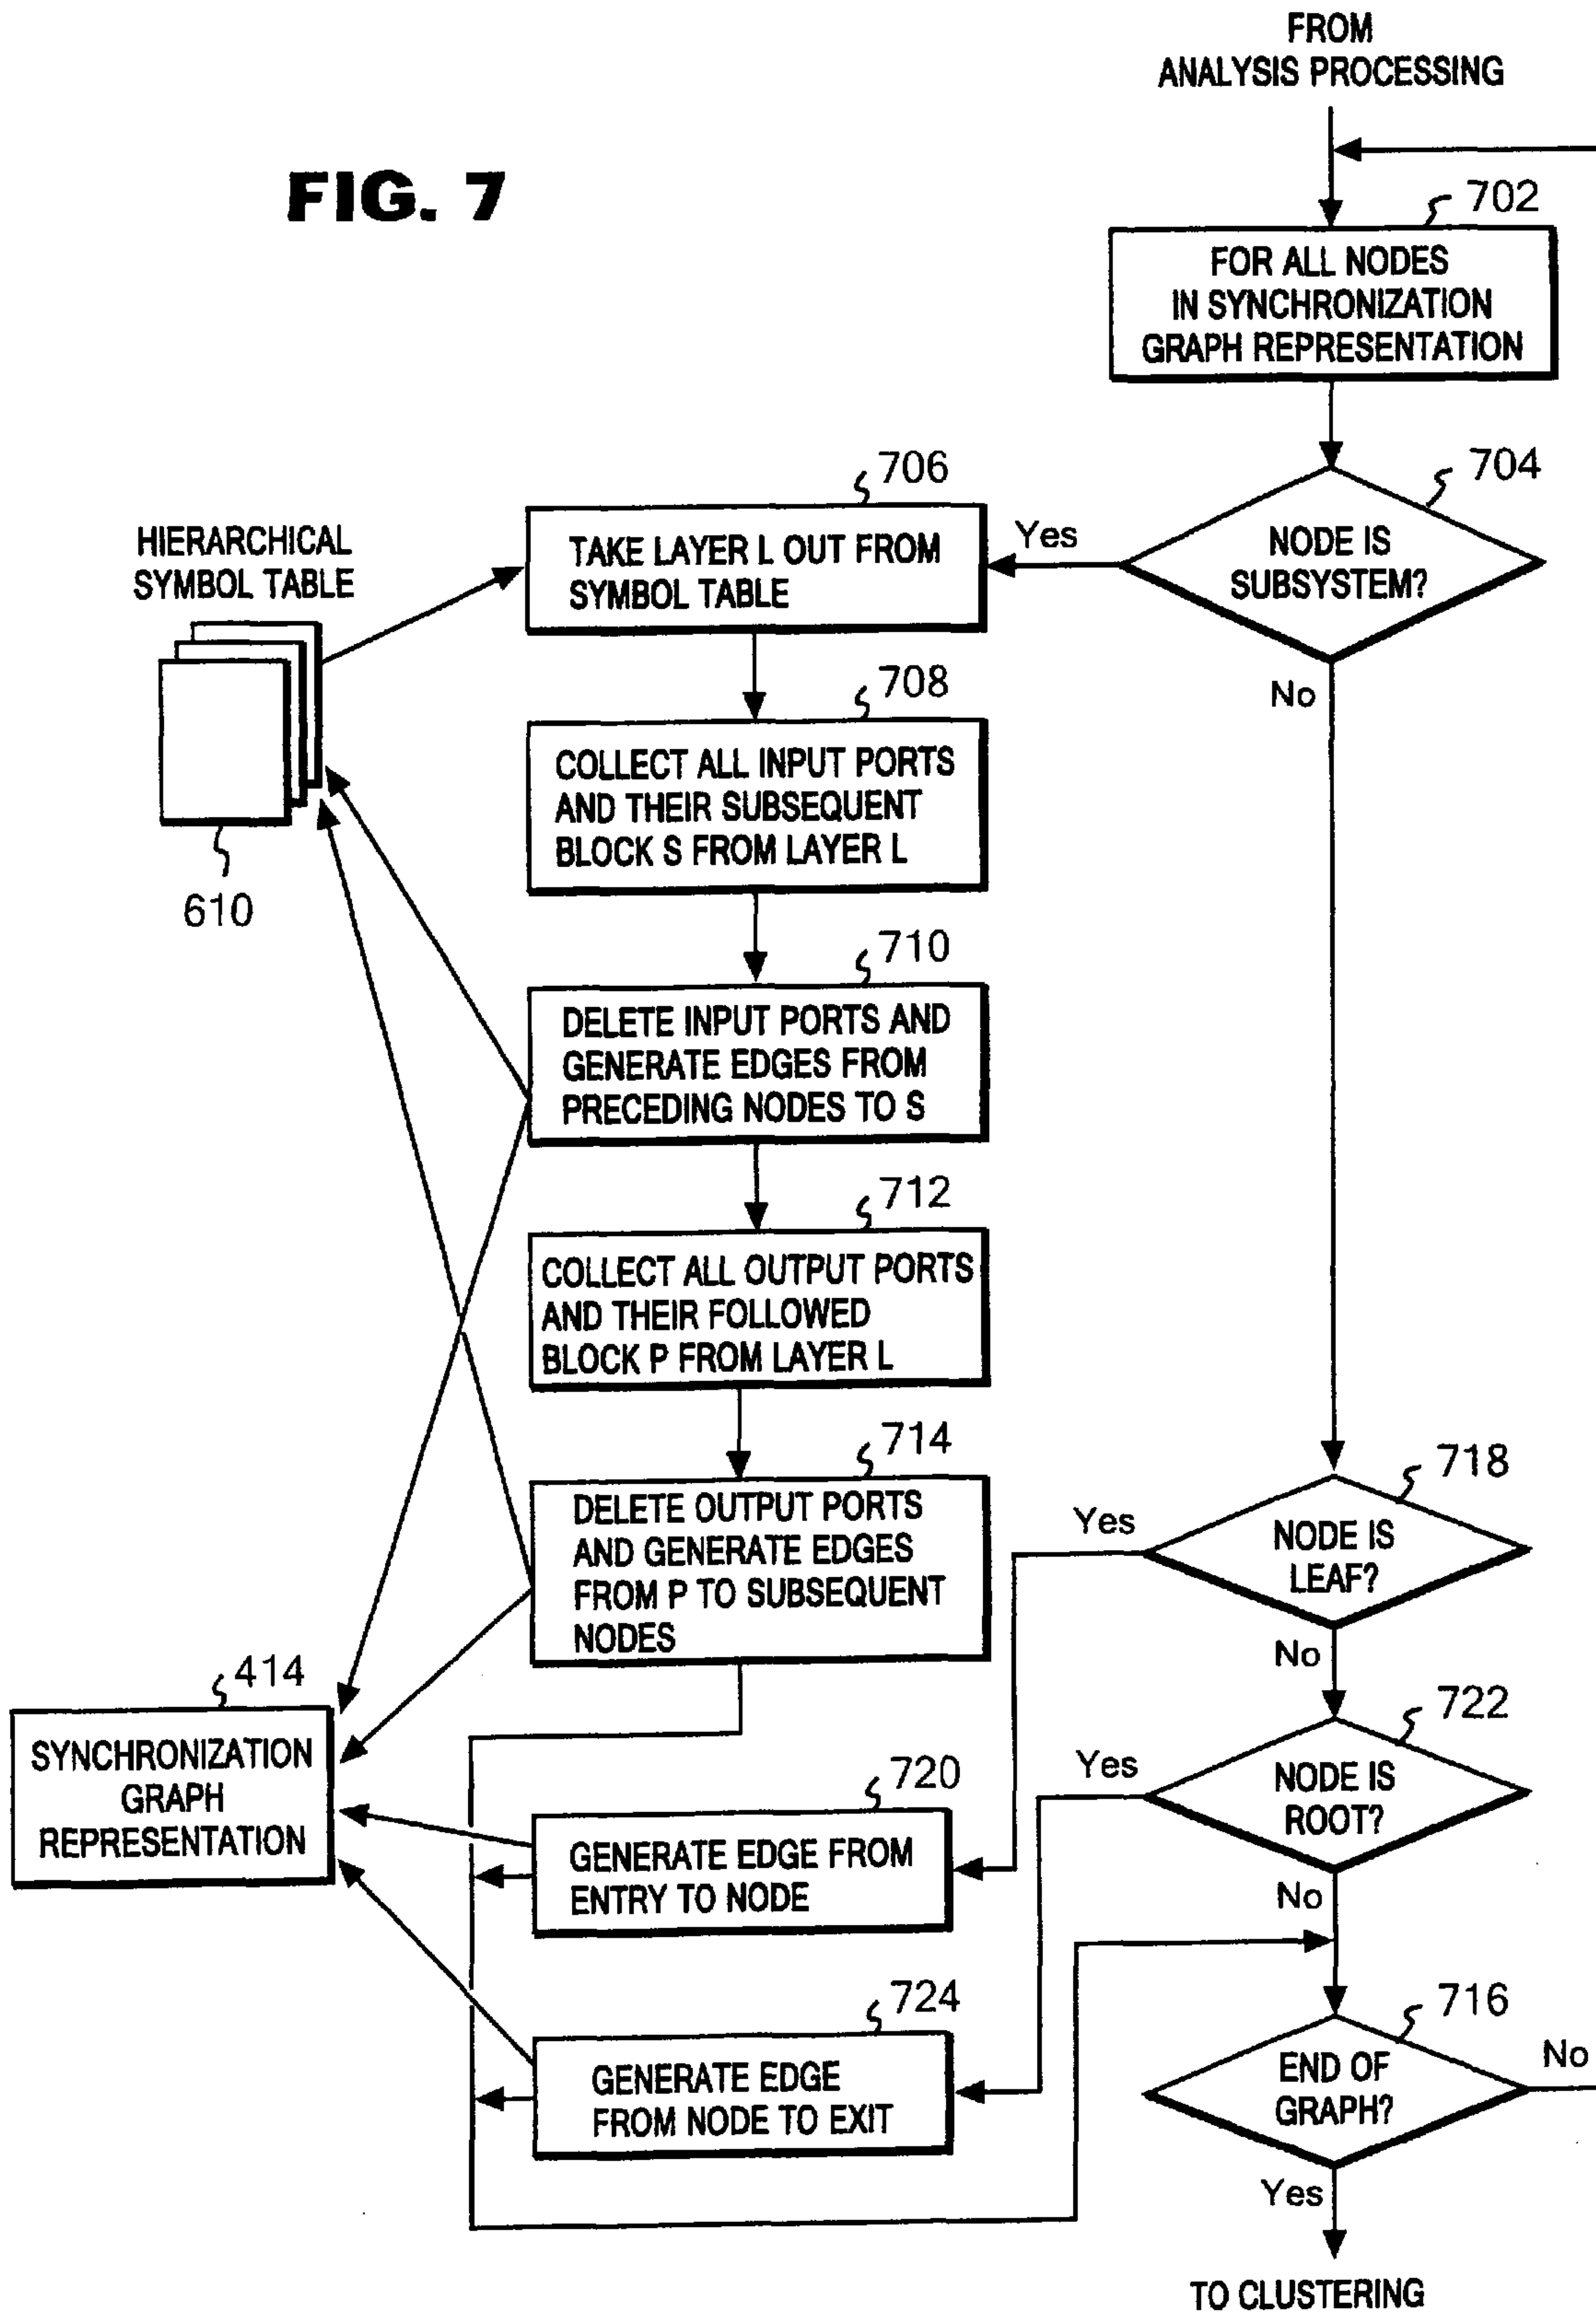 FROM
ANALYSIS PROCESSING
FIG. 7
702
FOR ALL NODES
IN SYNCHRONIZATION
GRAPH REPRESENTATION
704
NODE IS
SUBSYSTEM?
Yes
No
706
TAKE LAYER L OUT FROM
SYMBOL TABLE
HIERARCHICAL
SYMBOL TABLE
610
708
COLLECT ALL INPUT PORTS
AND THEIR SUBSEQUENT
BLOCK S FROM LAYER L
710
DELETE INPUT PORTS AND
GENERATE EDGES FROM
PRECEDING NODES TO S
712
COLLECT ALL OUTPUT PORTS
AND THEIR FOLLOWED
BLOCK P FROM LAYER L
714
DELETE OUTPUT PORTS
AND GENERATE EDGES
FROM P TO SUBSEQUENT
NODES
718
NODE IS
LEAF?
Yes
No
414
SYNCHRONIZATION
GRAPH
REPRESENTATION
720
GENERATE EDGE FROM
ENTRY TO NODE
722
NODE IS
ROOT?
Yes
No
724
GENERATE EDGE
FROM NODE TO EXIT
716
END OF
GRAPH?
No
Yes
TO CLUSTERING